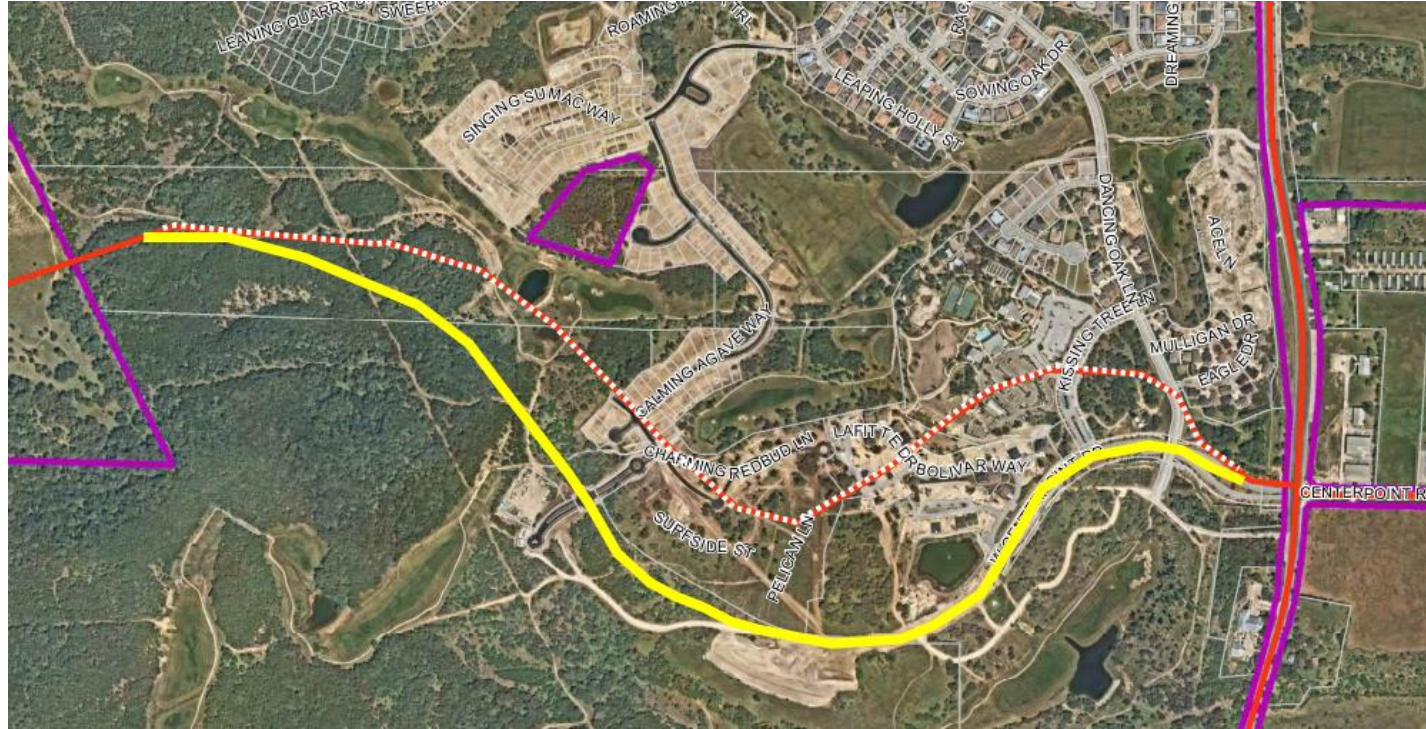 LEANING QUARRY
SWEEP
ROAMING
TRL
SINGING SUMAC WAY
LEAPING HOLLY ST
SOWING OAK DR
DREAMING
DANCING OAK LN
ACE LN
KISSING TREE LN
MULLIGAN DR
EAGLE DR
CALMING AGAVE WAY
CHARMING REDBUD LN
LAFITTE DR
BOLIVAR WAY
CENTERPOINT R
SURFSIDE ST
PELICAN LN